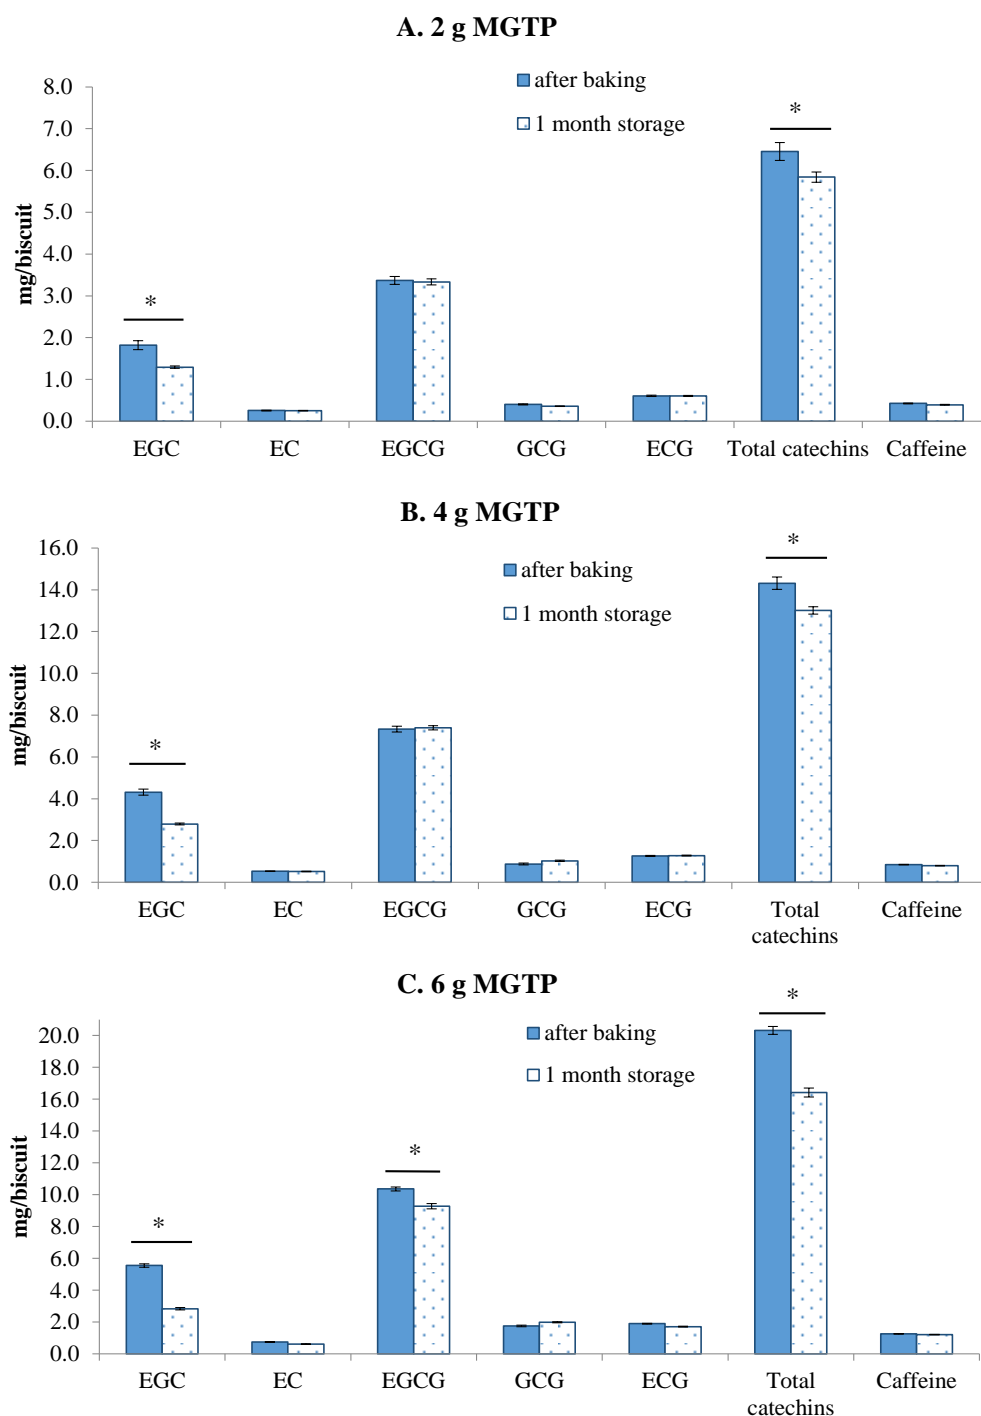 A. 2 g MGTP
after baking
1 month storage
mg/biscuit
8.0
7.0
6.0
5.0
4.0
3.0
2.0
1.0
0.0
*
*
EGC EC EGCG GCG ECG Total catechins Caffeine
B. 4 g MGTP
after baking
1 month storage
mg/biscuit
16.0
14.0
12.0
10.0
8.0
6.0
4.0
2.0
0.0
*
*
EGC EC EGCG GCG ECG Total Caffeine
catechins
C. 6 g MGTP
after baking
1 month storage
mg/biscuit
20.0
18.0
16.0
14.0
12.0
10.0
8.0
6.0
4.0
2.0
0.0
*
*
*
EGC EC EGCG GCG ECG Total Caffeine
catechins